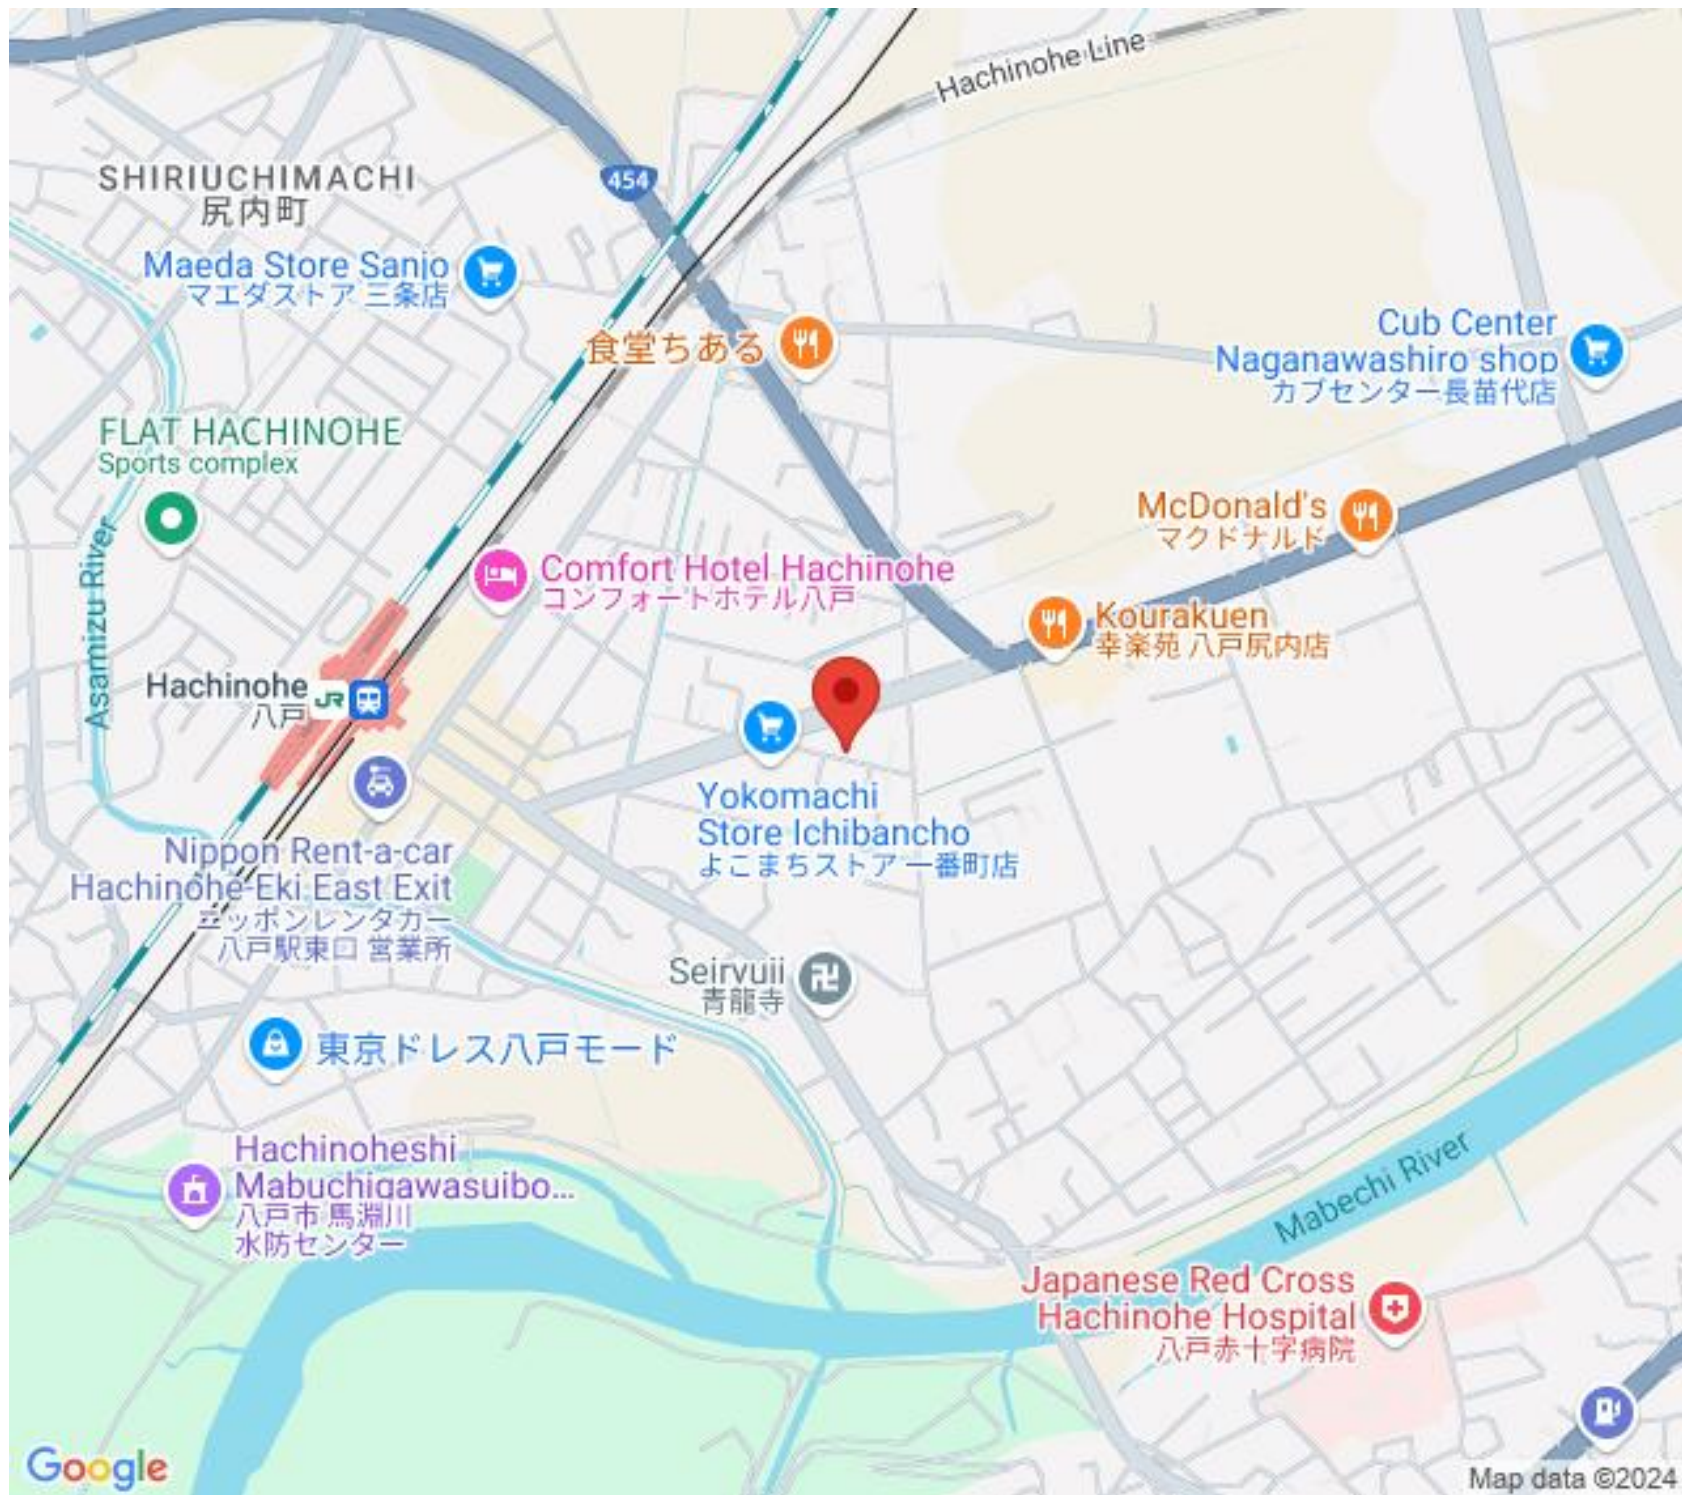 Hachinohe Line
454
SHIRIUCHIMACHI
尻内町
Maeda Store Sanjo
マエダストア 三条店
食堂ちある
Cub Center
Naganawashiro shop
カブセンター長苗代店
FLAT HACHINOHE
Sports complex
McDonald's
マクドナルド
Asamizu River
Comfort Hotel Hachinohe
コンフォートホテル八戸
Kourakuen
幸楽苑 八戸尻内店
Hachinohe
八戸
JR
Yokomachi
Store Ichibancho
よこまちストア 一番町店
Nippon Rent-a-car
Hachinohe-Eki East Exit
ニッポンレンタカー
八戸駅東口 営業所
Seiryuji
青龍寺
東京ドレス八戸モード
Hachinoheshi
Mabuchigawasuibo...
八戸市 馬淵川
水防センター
Mabechi River
Japanese Red Cross
Hachinohe Hospital
八戸赤十字病院
Google
Map data ©2024